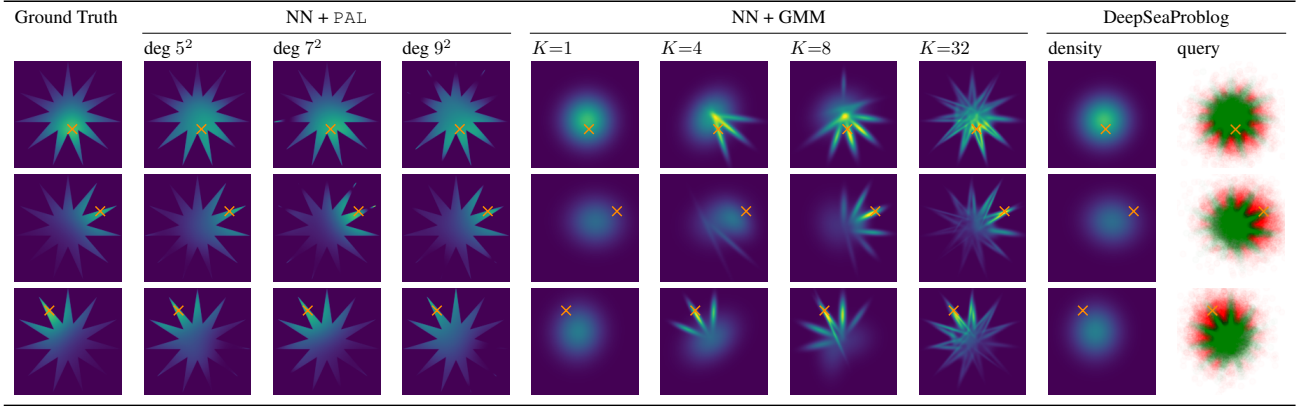 Ground Truth NN + PAL NN + GMM DeepSeaProblog
deg 5² deg 7² deg 9² K=1 K=4 K=8 K=32 density query